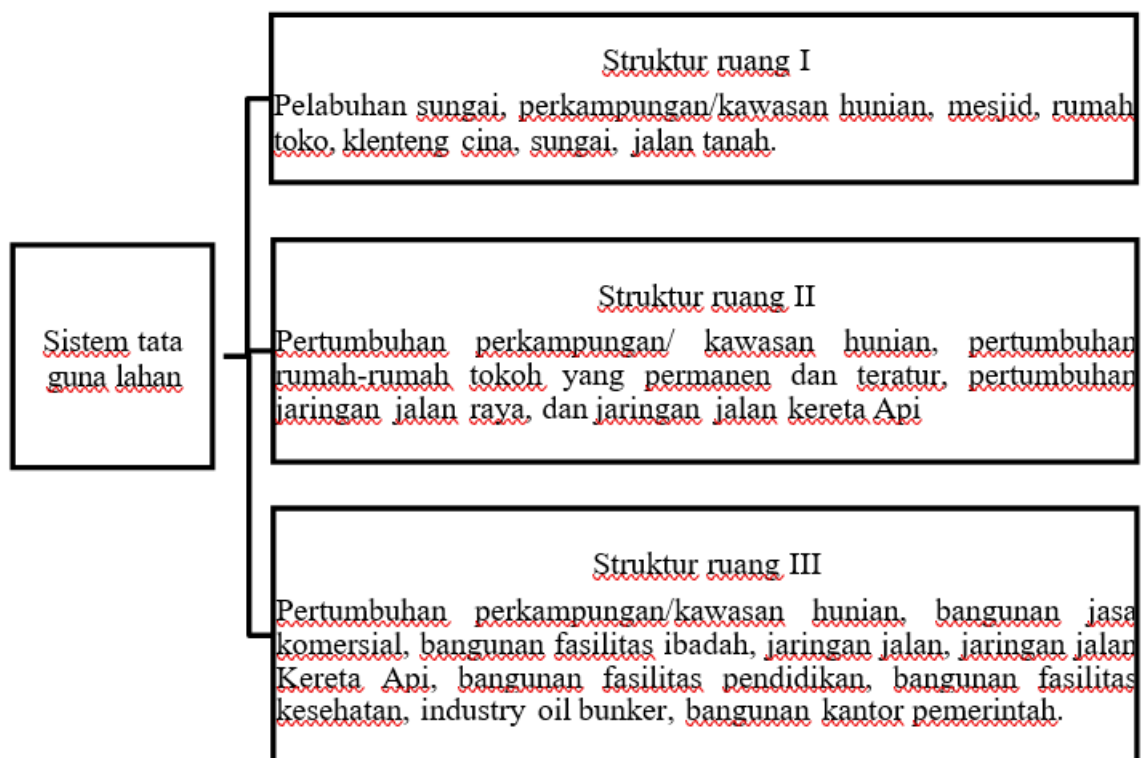 Struktur ruang I
Pelabuhan sungai, perkampungan/kawasan hunian, mesjid, rumah
toko, klenteng cina, sungai, jalan tanah.
Sistem tata
guna lahan
Struktur ruang II
Pertumbuhan perkampungan/ kawasan hunian, pertumbuhan
rumah-rumah tokoh yang permanen dan teratur, pertumbuhan
jaringan jalan raya, dan jaringan jalan kereta Api
Struktur ruang III
Pertumbuhan perkampungan/kawasan hunian, bangunan jasa
komersial, bangunan fasilitas ibadah, jaringan jalan, jaringan jalan
Kereta Api, bangunan fasilitas pendidikan, bangunan fasilitas
kesehatan, industry oil bunker, bangunan kantor pemerintah.